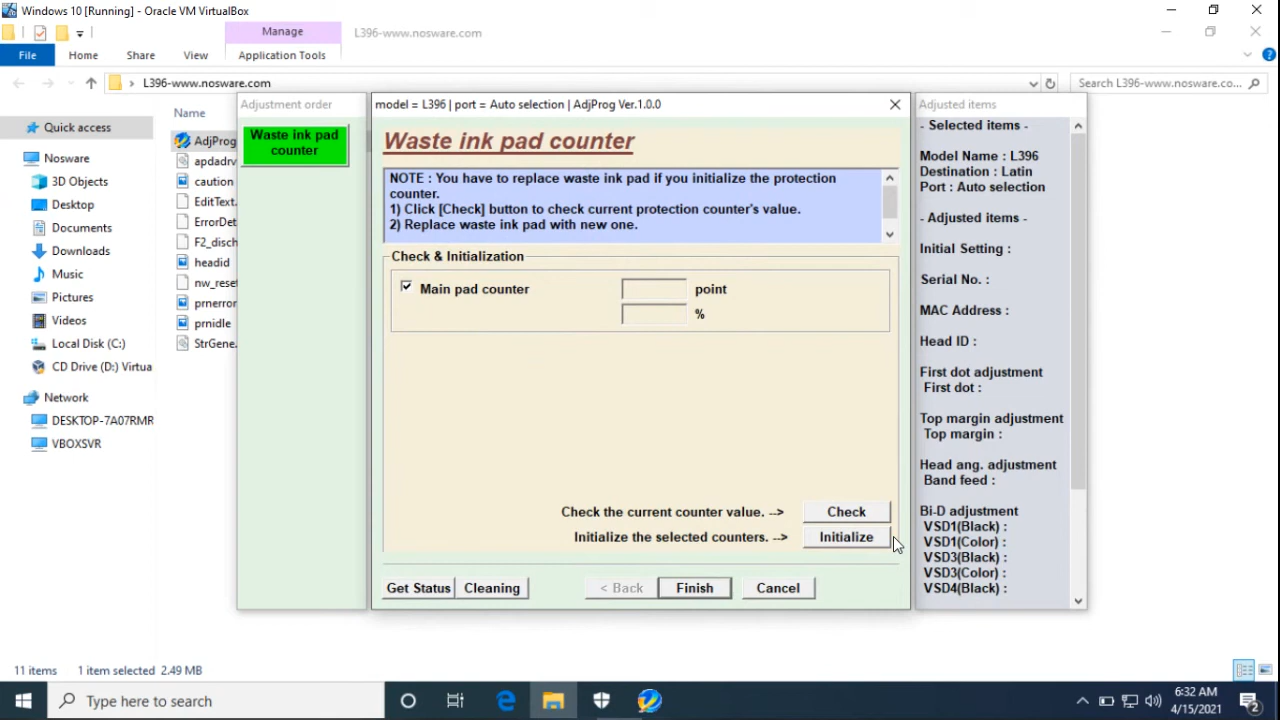 Windows 10 [Running] - Oracle VM VirtualBox
Manage
L396-www.nosware.com
File
Home
Share
View
Application Tools
L396-www.nosware.com
Search L396-www.nosware.co...
Name
Quick access
Nosware
3D Objects
Desktop
Documents
Downloads
Music
Pictures
Videos
Local Disk (C:)
CD Drive (D:) Virtua
Network
DESKTOP-7A07RMR
VBOXSVR
AdjProg
apdadrv
caution
EditText.
ErrorDet
F2_disch
headid
nw_reset
prnerror
prnidle
StrGene.
Adjustment order
Waste ink pad
counter
model = L396 | port = Auto selection | AdjProg Ver.1.0.0
Waste ink pad counter
NOTE : You have to replace waste ink pad if you initialize the protection
counter.
1) Click [Check] button to check current protection counter's value.
2) Replace waste ink pad with new one.
Check & Initialization
Main pad counter
point
%
Check the current counter value. -->
Check
Initialize the selected counters. -->
Initialize
Get Status
Cleaning
< Back
Finish
Cancel
Adjusted items
- Selected items -
Model Name : L396
Destination : Latin
Port : Auto selection
- Adjusted items -
Initial Setting :
Serial No. :
MAC Address :
Head ID :
First dot adjustment
First dot :
Top margin adjustment
Top margin :
Head ang. adjustment
Band feed :
Bi-D adjustment
VSD1(Black) :
VSD1(Color) :
VSD3(Black) :
VSD3(Color) :
VSD4(Black) :
11 items
1 item selected 2.49 MB
Type here to search
6:32 AM
4/15/2021
2